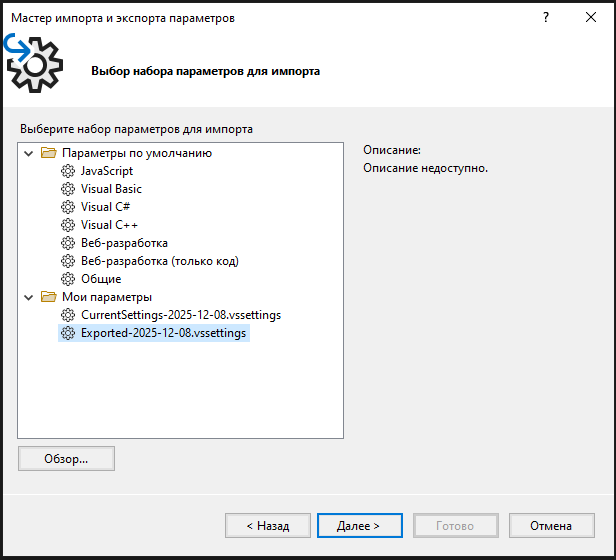 Мастер импорта и экспорта параметров
?
Выбор набора параметров для импорта
Выберите набор параметров для импорта
Параметры по умолчанию
JavaScript
Visual Basic
Visual C#
Visual C++
Веб-разработка
Веб-разработка (только код)
Общие
Мои параметры
CurrentSettings-2025-12-08.vssettings
Exported-2025-12-08.vssettings
Описание:
Описание недоступно.
Обзор...
< Назад
Далее >
Готово
Отмена